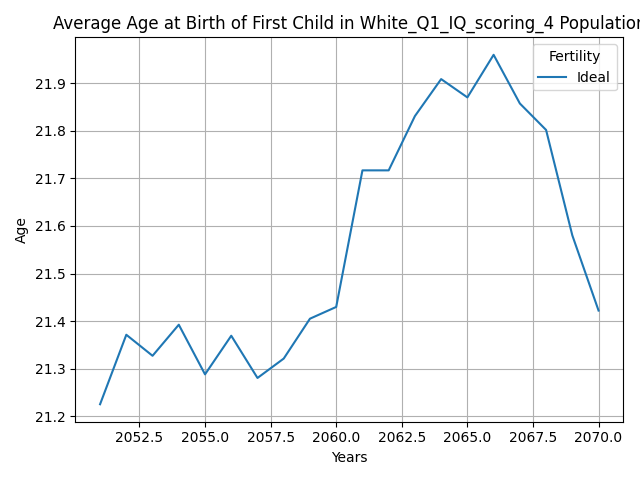 Average Age at Birth of First Child in White_Q1_IQ_scoring_4 Population
Fertility
Ideal
21.9
21.8
21.7
21.6
21.5
21.4
21.3
21.2
Age
2052.5 2055.0 2057.5 2060.0 2062.5 2065.0 2067.5 2070.0
Years